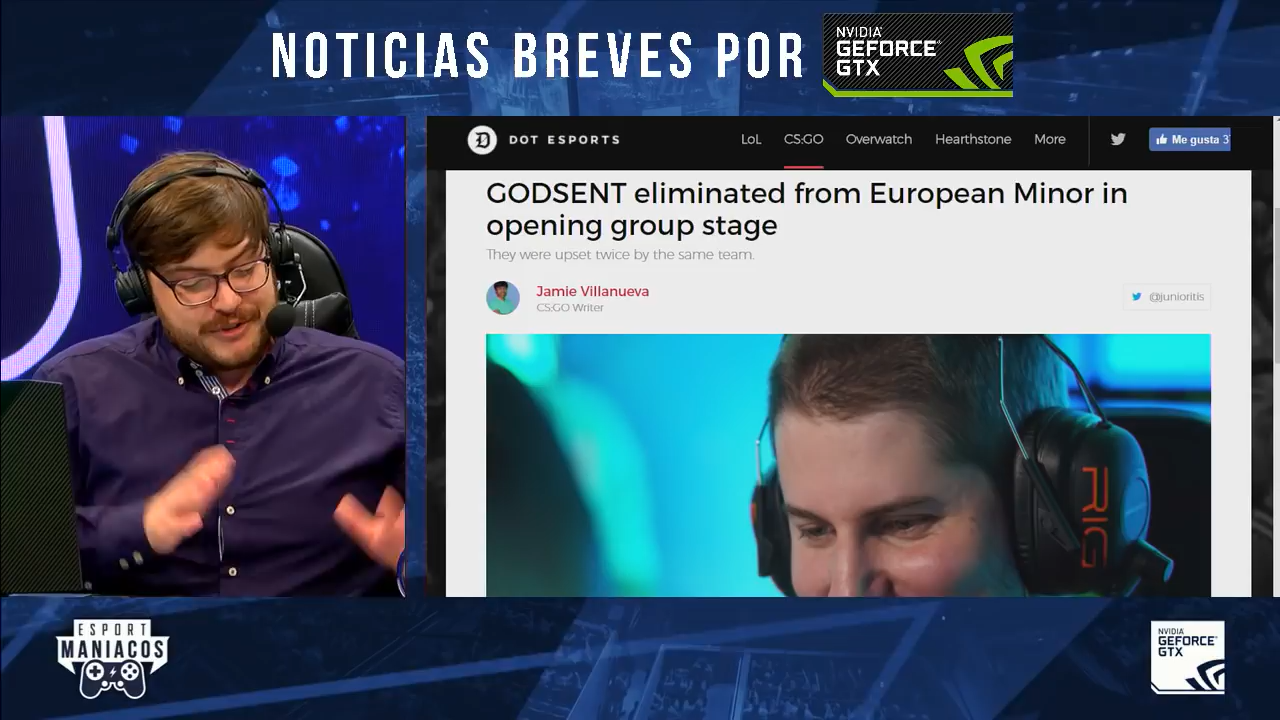 NOTICIAS BREVES POR
NVIDIA
GEFORCE
GTX
DOT ESPORTS
LoL
CS:GO
Overwatch
Hearthstone
More
Me gusta 3
GODSENT eliminated from European Minor in
opening group stage
They were upset twice by the same team.
Jamie Villanueva
CS:GO Writer
@junioritis
RIG
ESPORT
MANIACOS
NVIDIA
GEFORCE
GTX